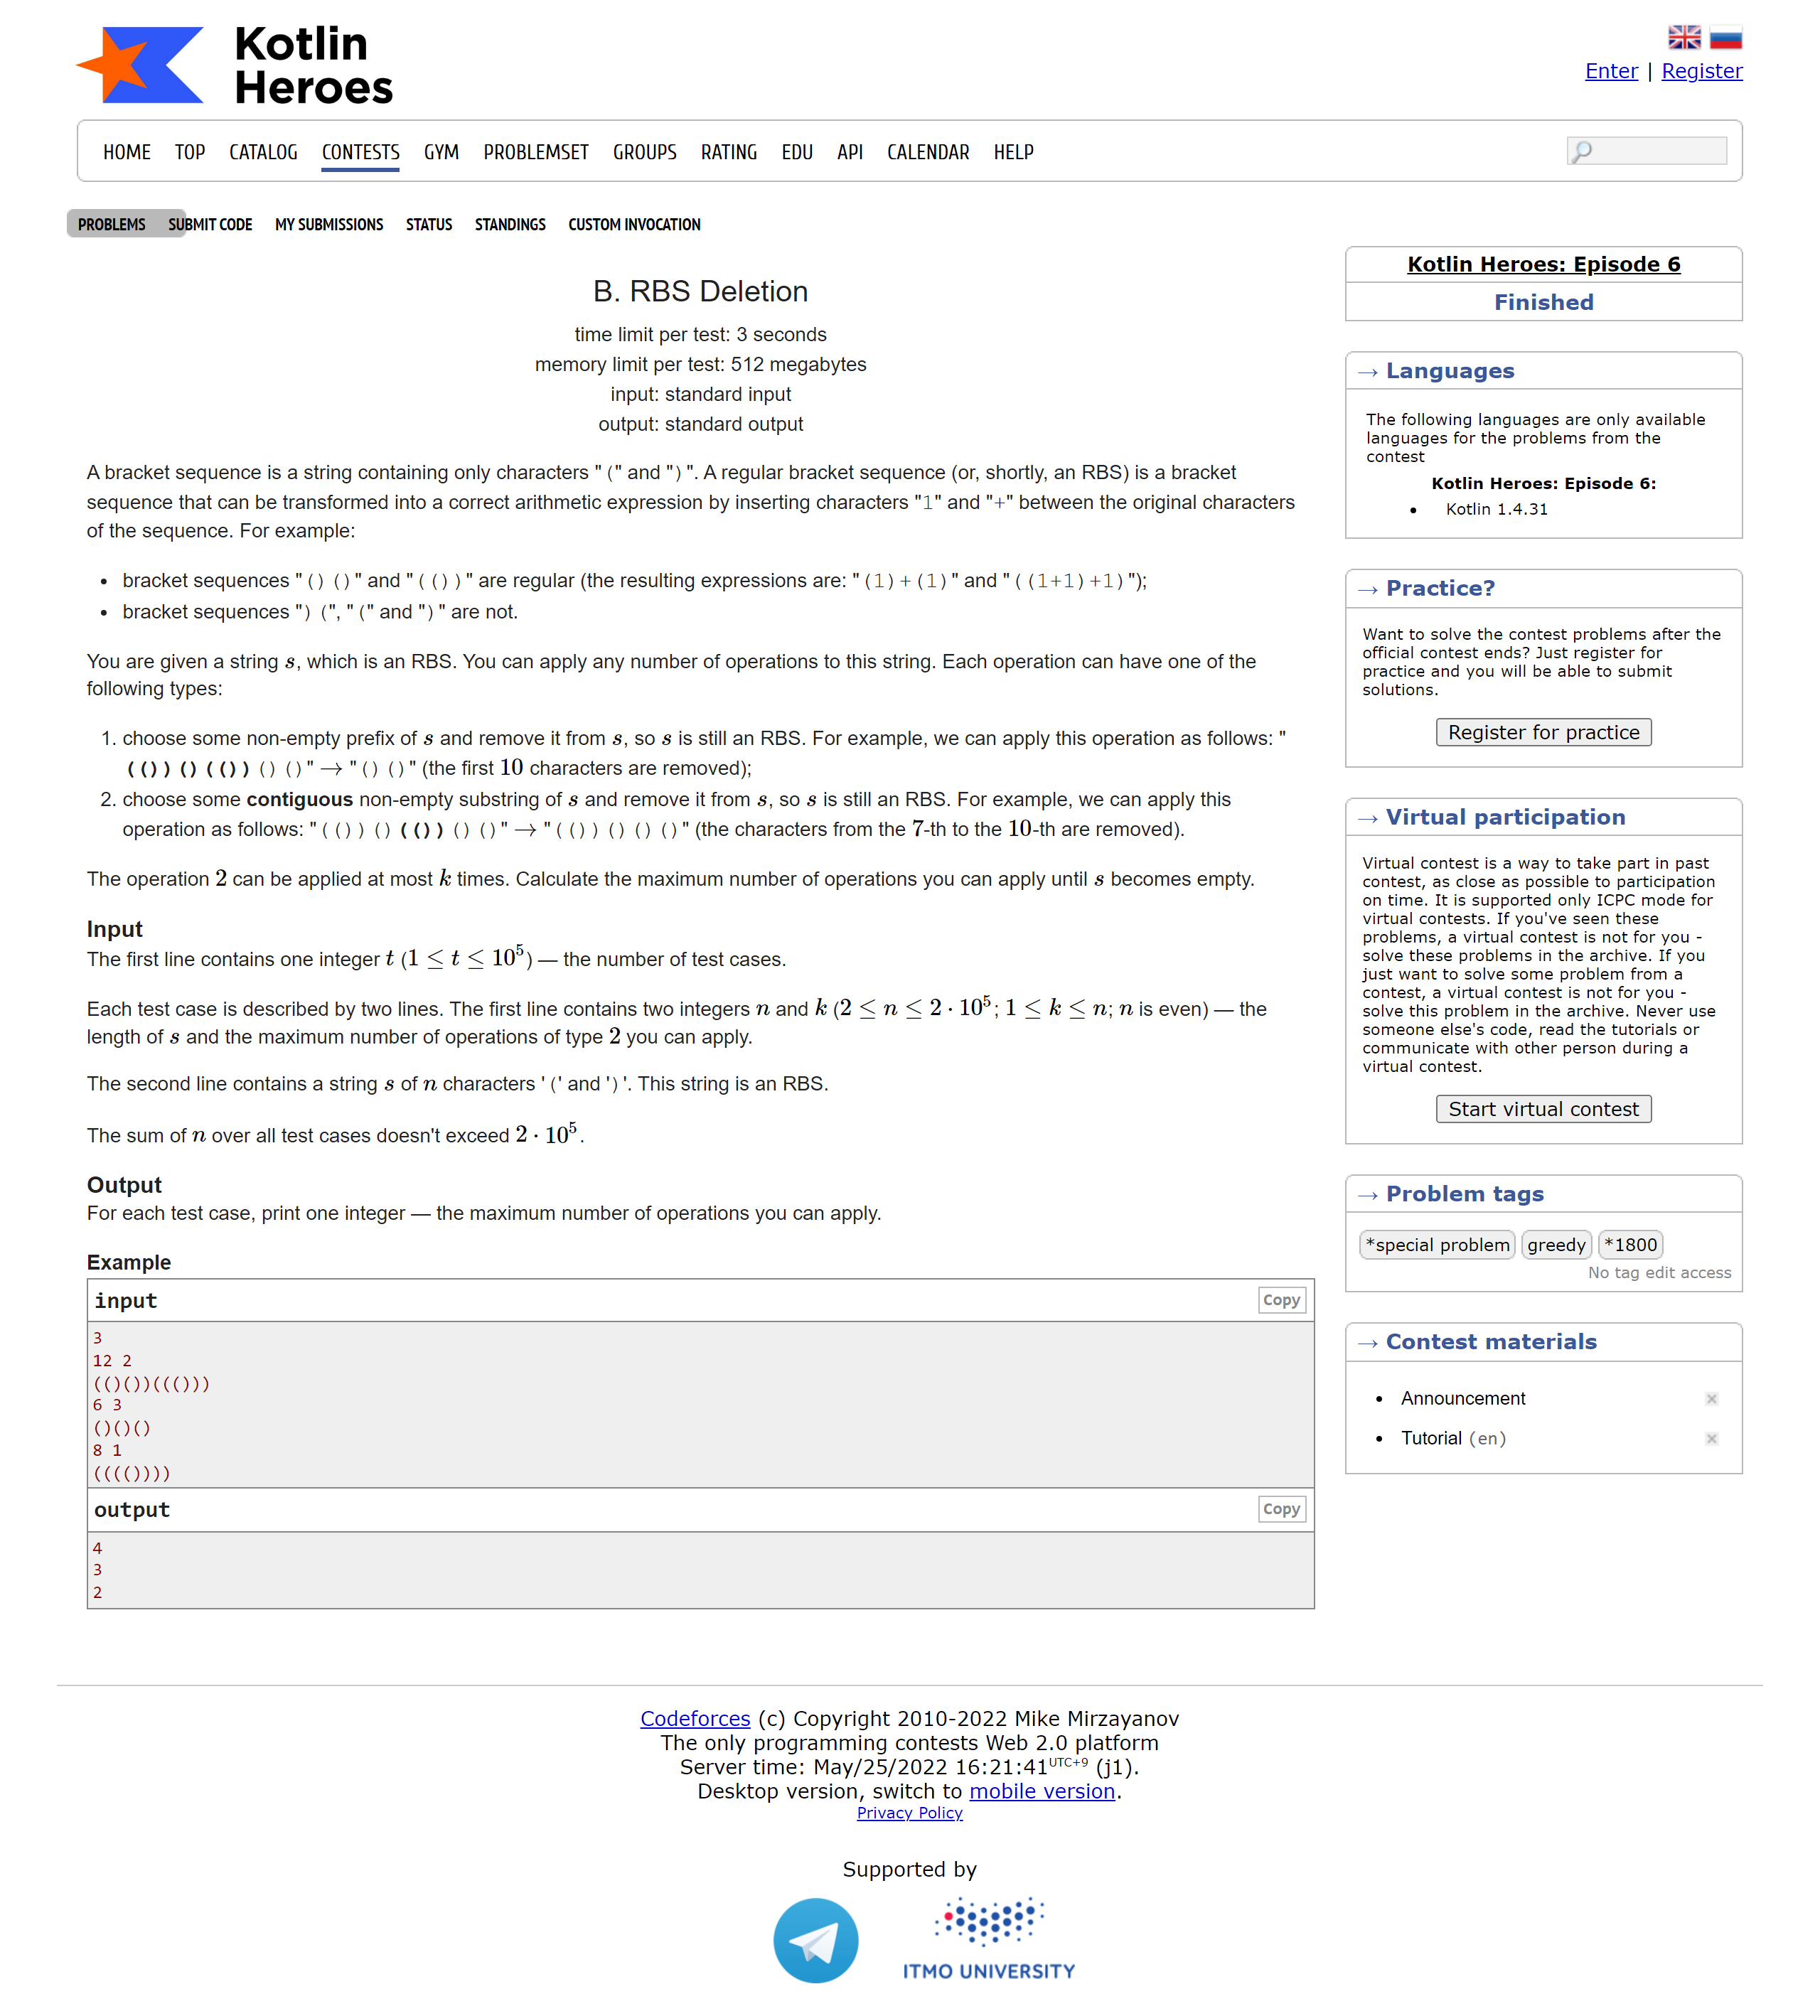 Kotlin
Heroes
Enter | Register
HOME TOP CATALOG CONTESTS GYM PROBLEMSET GROUPS RATING EDU API CALENDAR HELP
PROBLEMS SUBMIT CODE MY SUBMISSIONS STATUS STANDINGS CUSTOM INVOCATION
B. RBS Deletion
time limit per test: 3 seconds
memory limit per test: 512 megabytes
input: standard input
output: standard output
A bracket sequence is a string containing only characters "(" and ")". A regular bracket sequence (or, shortly, an RBS) is a bracket
sequence that can be transformed into a correct arithmetic expression by inserting characters "1" and "+" between the original characters
of the sequence. For example:
• bracket sequences "()()" and "(())" are regular (the resulting expressions are: "(1)+(1)" and "((1+1)+1)");
• bracket sequences ")(", "(" and ")" are not.
You are given a string s, which is an RBS. You can apply any number of operations to this string. Each operation can have one of the
following types:
1. choose some non-empty prefix of s and remove it from s, so s is still an RBS. For example, we can apply this operation as follows: "
(())()(())()()" → "()()" (the first 10 characters are removed);
2. choose some contiguous non-empty substring of s and remove it from s, so s is still an RBS. For example, we can apply this
operation as follows: "(())()(())()()" → "(())()()()" (the characters from the 7-th to the 10-th are removed).
The operation 2 can be applied at most k times. Calculate the maximum number of operations you can apply until s becomes empty.
Input
The first line contains one integer t (1 ≤ t ≤ 10^5) — the number of test cases.
Each test case is described by two lines. The first line contains two integers n and k (2 ≤ n ≤ 2 · 10^5; 1 ≤ k ≤ n; n is even) — the
length of s and the maximum number of operations of type 2 you can apply.
The second line contains a string s of n characters '(' and ')'. This string is an RBS.
The sum of n over all test cases doesn't exceed 2 · 10^5.
Output
For each test case, print one integer — the maximum number of operations you can apply.
Example
input
Copy
3
12 2
(()())((()))
6 3
()()()
8 1
(((())))
output
Copy
4
3
2
Kotlin Heroes: Episode 6
Finished
→ Languages
The following languages are only available
languages for the problems from the
contest
Kotlin Heroes: Episode 6:
• Kotlin 1.4.31
→ Practice?
Want to solve the contest problems after the
official contest ends? Just register for
practice and you will be able to submit
solutions.
Register for practice
→ Virtual participation
Virtual contest is a way to take part in past
contest, as close as possible to participation
on time. It is supported only ICPC mode for
virtual contests. If you've seen these
problems, a virtual contest is not for you -
solve these problems in the archive. If you
just want to solve some problem from a
contest, a virtual contest is not for you -
solve this problem in the archive. Never use
someone else's code, read the tutorials or
communicate with other person during a
virtual contest.
Start virtual contest
→ Problem tags
*special problem greedy *1800
No tag edit access
→ Contest materials
• Announcement
• Tutorial (en)
Codeforces (c) Copyright 2010-2022 Mike Mirzayanov
The only programming contests Web 2.0 platform
Server time: May/25/2022 16:21:41 UTC+9 (j1).
Desktop version, switch to mobile version.
Privacy Policy
Supported by
ITMO UNIVERSITY